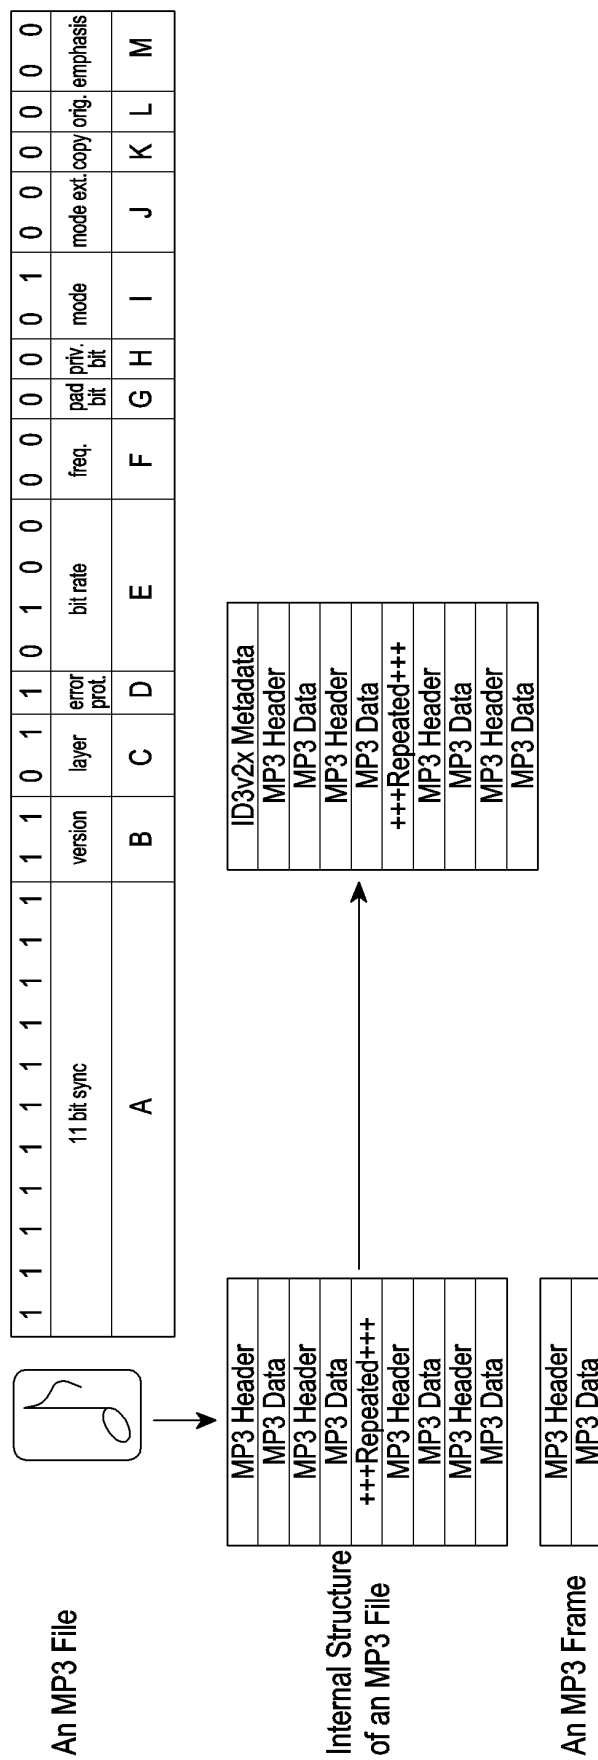 An MP3 File
1 1 1 1 1 1 1 1 1 1 1 1 1 0 1 1 0 1 0 0 0 0 0 0 0 1 0 0 0 0 0 0
11 bit sync version layer error prot. bit rate freq. pad bit priv. bit mode mode ext. copy orig. emphasis
A B C D E F G H I J K L M
Internal Structure
of an MP3 File
MP3 Header
MP3 Data
MP3 Header
MP3 Data
+++Repeated+++
MP3 Header
MP3 Data
MP3 Header
MP3 Data
ID3v2x Metadata
MP3 Header
MP3 Data
MP3 Header
MP3 Data
+++Repeated+++
MP3 Header
MP3 Data
MP3 Header
MP3 Data
An MP3 Frame
MP3 Header
MP3 Data